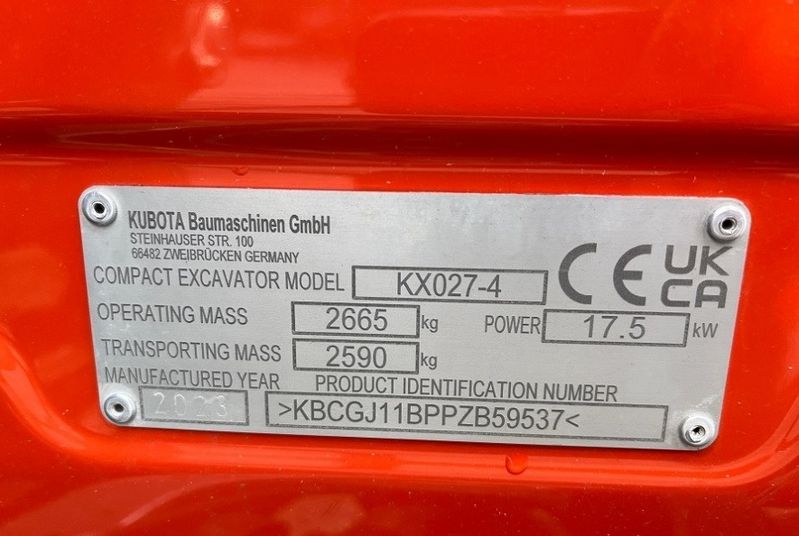 KUBOTA Baumaschinen GmbH
STEINHAUSER STR. 100
66482 ZWEIBRÜCKEN GERMANY
COMPACT EXCAVATOR MODEL KX027-4
CE UK CA
OPERATING MASS 2665 kg POWER 17.5 kW
TRANSPORTING MASS 2590 kg
MANUFACTURED YEAR PRODUCT IDENTIFICATION NUMBER
2023 >KBCGJ11BPPZB59537<